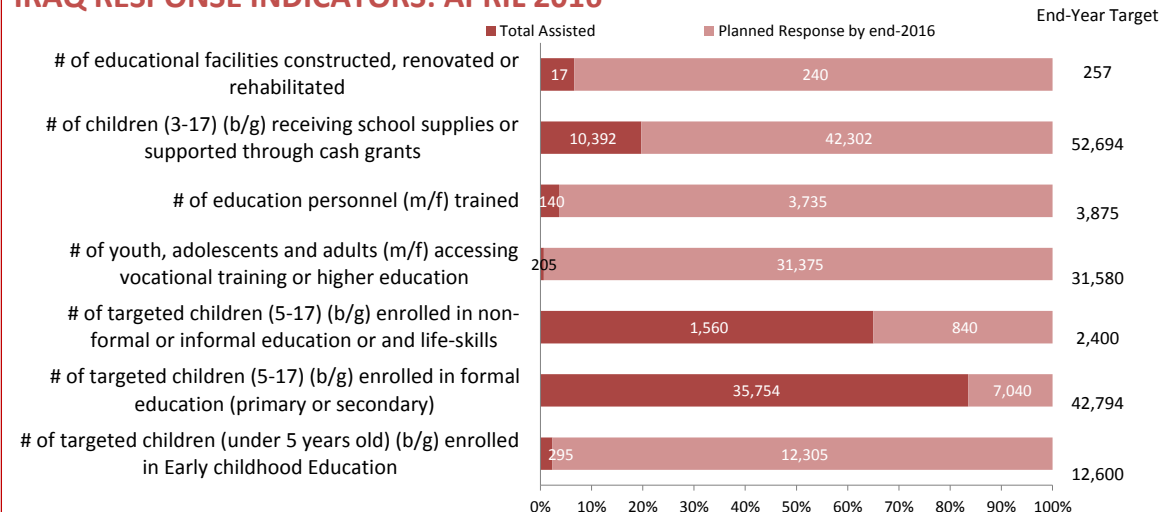 IRAQ RESPONSE INDICATORS: APRIL 2016
End-Year Target
Total Assisted
Planned Response by end-2016
# of educational facilities constructed, renovated or
rehabilitated
17
240
257
# of children (3-17) (b/g) receiving school supplies or
supported through cash grants
10,392
42,302
52,694
# of education personnel (m/f) trained
140
3,735
3,875
# of youth, adolescents and adults (m/f) accessing
vocational training or higher education
205
31,375
31,580
# of targeted children (5-17) (b/g) enrolled in non-
formal or informal education or and life-skills
1,560
840
2,400
# of targeted children (5-17) (b/g) enrolled in formal
education (primary or secondary)
35,754
7,040
42,794
# of targeted children (under 5 years old) (b/g) enrolled
in Early childhood Education
295
12,305
12,600
0% 10% 20% 30% 40% 50% 60% 70% 80% 90% 100%